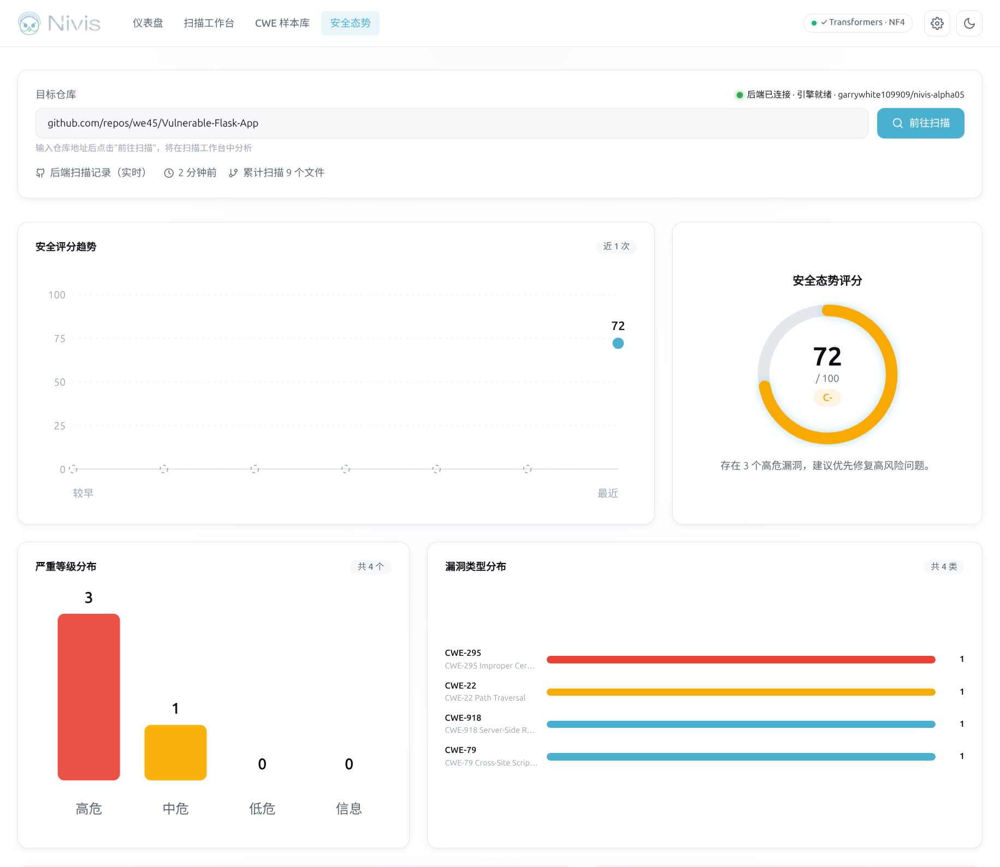 Nivis
仪表盘
扫描工作台
CWE 样本库
安全态势
✓ Transformers · NF4
目标仓库
后端已连接 · 引擎就绪 · garrywhite109909/nivis-alpha05
github.com/repos/we45/Vulnerable-Flask-App
前往扫描
输入仓库地址后点击"前往扫描"，将在扫描工作台中分析
后端扫描记录（实时）
2 分钟前
累计扫描 9 个文件
安全评分趋势
近 1 次
100
75
50
25
0
72
较早
最近
安全态势评分
72
/ 100
C-
存在 3 个高危漏洞，建议优先修复高风险问题。
严重等级分布
共 4 个
3
1
0
0
高危
中危
低危
信息
漏洞类型分布
共 4 类
CWE-295
CWE-295 Improper Cer...
1
CWE-22
CWE-22 Path Traversal
1
CWE-918
CWE-918 Server-Side R...
1
CWE-79
CWE-79 Cross-Site Scrip...
1